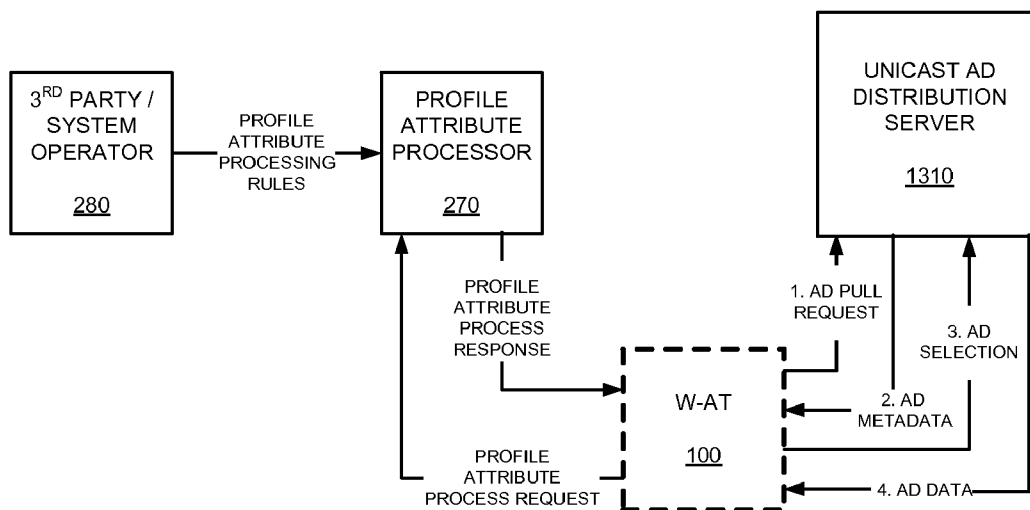 3RD PARTY /
SYSTEM
OPERATOR
280
PROFILE
ATTRIBUTE
PROCESSING
RULES
PROFILE
ATTRIBUTE
PROCESSOR
270
UNICAST AD
DISTRIBUTION
SERVER
1310
PROFILE
ATTRIBUTE
PROCESS
RESPONSE
1. AD PULL
REQUEST
3. AD
SELECTION
W-AT
100
2. AD
METADATA
PROFILE
ATTRIBUTE
PROCESS REQUEST
4. AD DATA